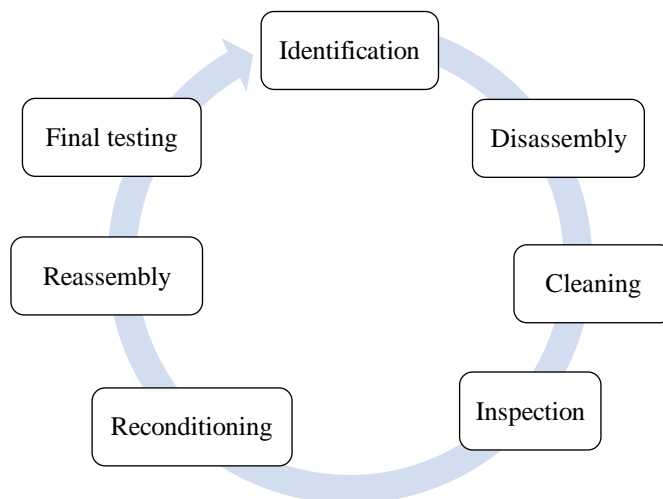 Identification
Disassembly
Cleaning
Inspection
Reconditioning
Reassembly
Final testing